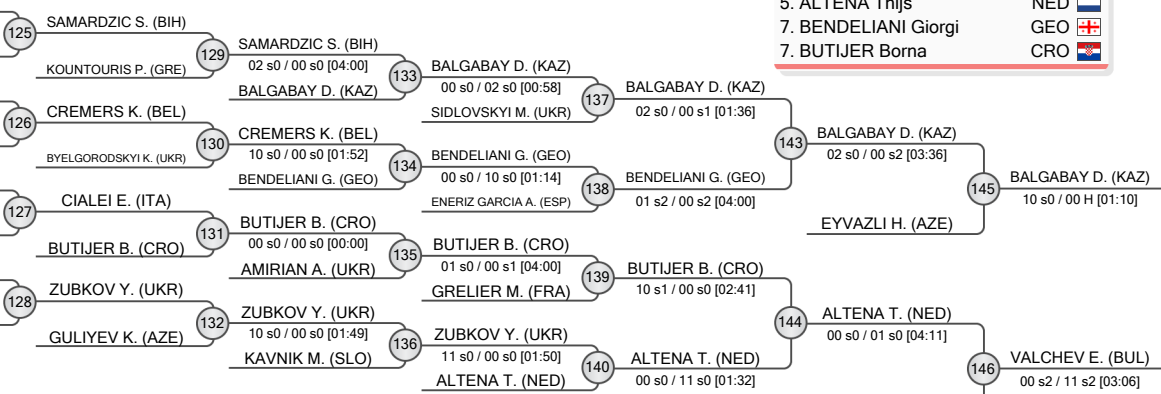 5. ALTENA Thijs NED
7. BENDELIANI Giorgi GEO
7. BUTIJER Borna CRO
125
SAMARDZIC S. (BIH)
KOUNTOURIS P. (GRE)
126
CREMERS K. (BEL)
BYELGORODSKYI K. (UKR)
127
CIALEI E. (ITA)
BUTIJER B. (CRO)
128
ZUBKOV Y. (UKR)
GULIYEV K. (AZE)
129
SAMARDZIC S. (BIH)
02 s0 / 00 s0 [04:00]
BALGABAY D. (KAZ)
130
CREMERS K. (BEL)
10 s0 / 00 s0 [01:52]
BENDELIANI G. (GEO)
131
BUTIJER B. (CRO)
00 s0 / 00 s0 [00:00]
AMIRIAN A. (UKR)
132
ZUBKOV Y. (UKR)
10 s0 / 00 s0 [01:49]
KAVNIK M. (SLO)
133
BALGABAY D. (KAZ)
00 s0 / 02 s0 [00:58]
SIDLOVSKYI M. (UKR)
134
BENDELIANI G. (GEO)
00 s0 / 10 s0 [01:14]
ENERIZ GARCIA A. (ESP)
135
BUTIJER B. (CRO)
01 s0 / 00 s1 [04:00]
GRELIER M. (FRA)
136
ZUBKOV Y. (UKR)
11 s0 / 00 s0 [01:50]
ALTENA T. (NED)
137
BALGABAY D. (KAZ)
02 s0 / 00 s1 [01:36]
138
BENDELIANI G. (GEO)
01 s2 / 00 s2 [04:00]
139
BUTIJER B. (CRO)
10 s1 / 00 s0 [02:41]
140
ALTENA T. (NED)
00 s0 / 11 s0 [01:32]
143
BALGABAY D. (KAZ)
02 s0 / 00 s2 [03:36]
EYVAZLI H. (AZE)
144
ALTENA T. (NED)
00 s0 / 01 s0 [04:11]
145
BALGABAY D. (KAZ)
10 s0 / 00 H [01:10]
146
VALCHEV E. (BUL)
00 s2 / 11 s2 [03:06]